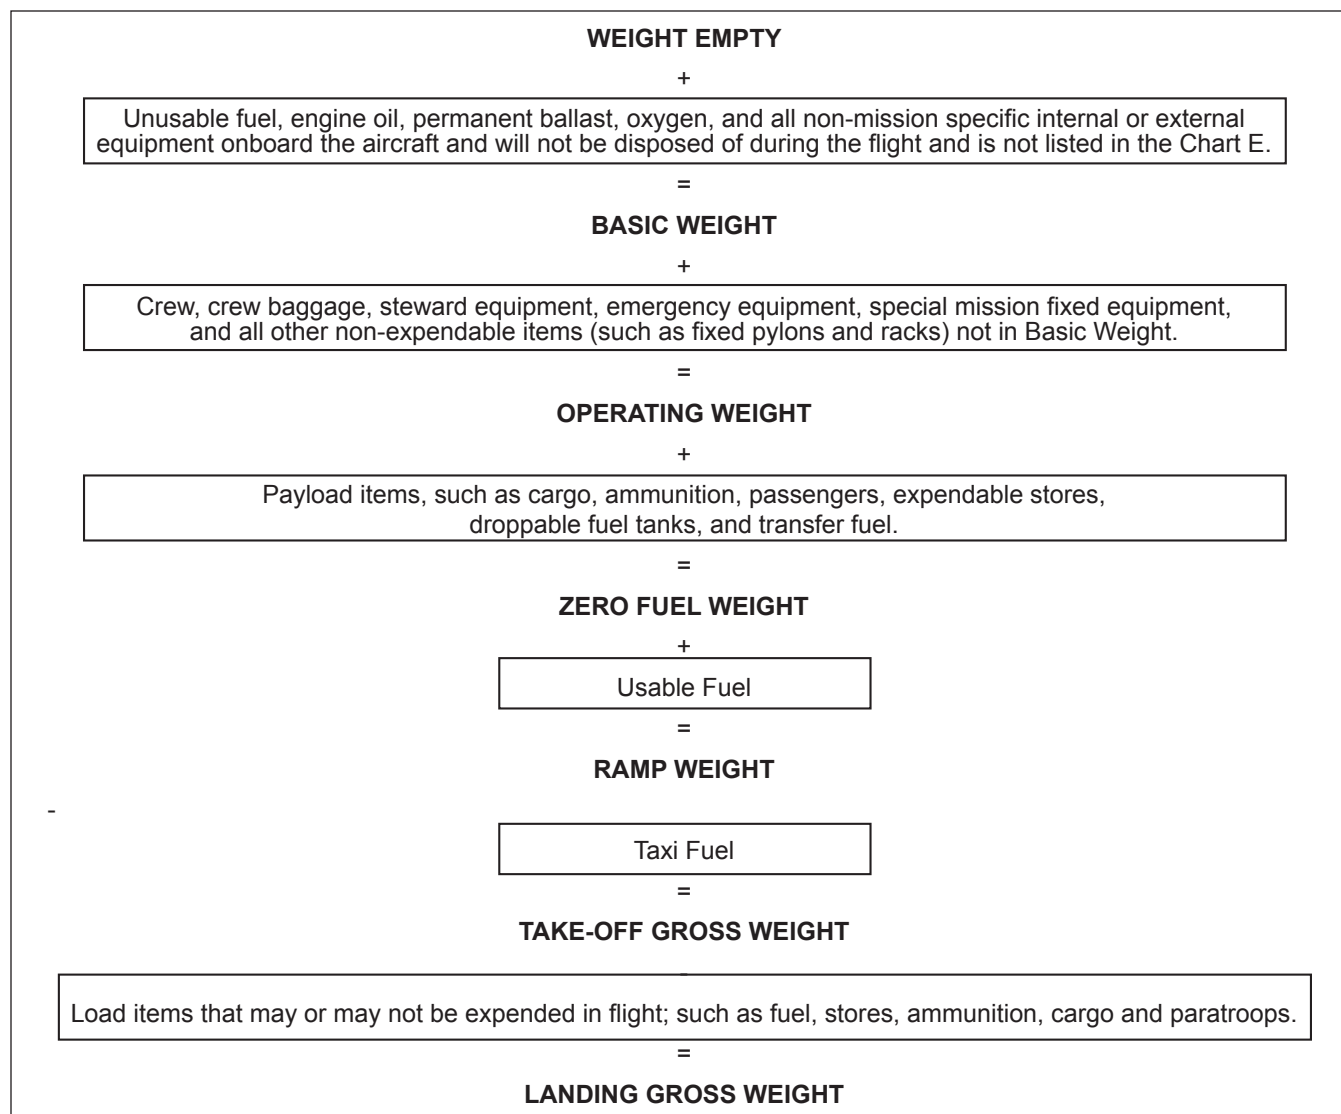 WEIGHT EMPTY
+
Unusable fuel, engine oil, permanent ballast, oxygen, and all non-mission specific internal or external
equipment onboard the aircraft and will not be disposed of during the flight and is not listed in the Chart E.
=
BASIC WEIGHT
+
Crew, crew baggage, steward equipment, emergency equipment, special mission fixed equipment,
and all other non-expendable items (such as fixed pylons and racks) not in Basic Weight.
=
OPERATING WEIGHT
+
Payload items, such as cargo, ammunition, passengers, expendable stores,
droppable fuel tanks, and transfer fuel.
=
ZERO FUEL WEIGHT
+
Usable Fuel
=
RAMP WEIGHT
-
Taxi Fuel
=
TAKE-OFF GROSS WEIGHT
-
Load items that may or may not be expended in flight; such as fuel, stores, ammunition, cargo and paratroops.
=
LANDING GROSS WEIGHT